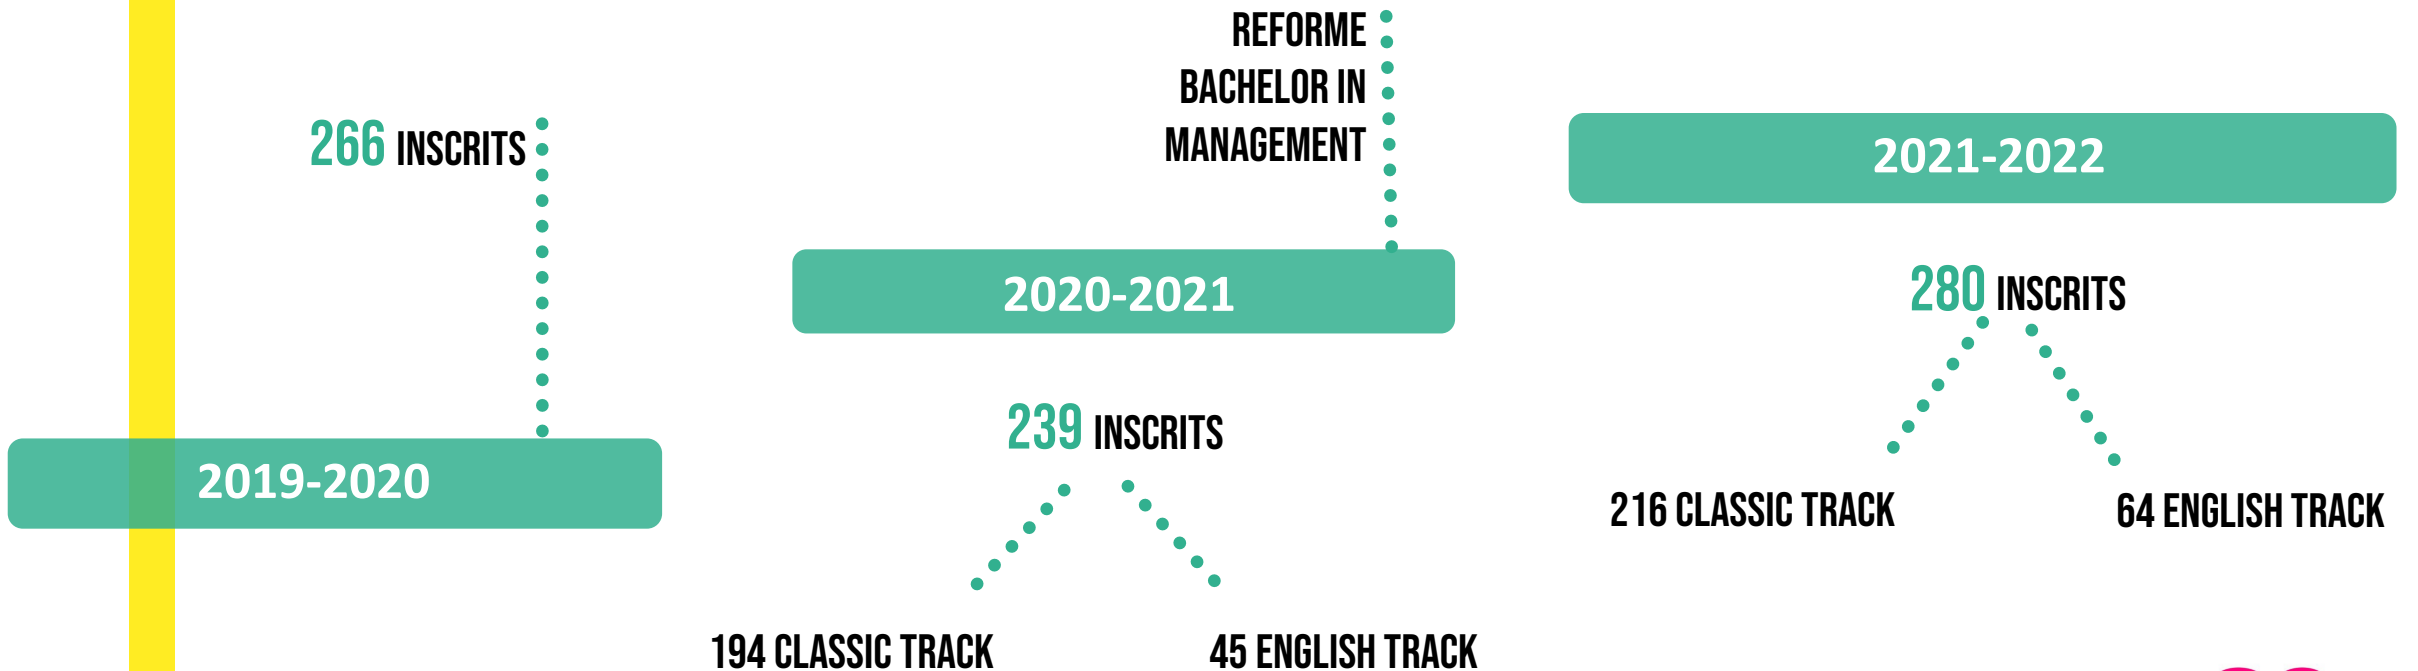 266 INSCRITS
2019-2020
REFORME
BACHELOR IN
MANAGEMENT
2020-2021
239 INSCRITS
194 CLASSIC TRACK
45 ENGLISH TRACK
2021-2022
280 INSCRITS
216 CLASSIC TRACK
64 ENGLISH TRACK